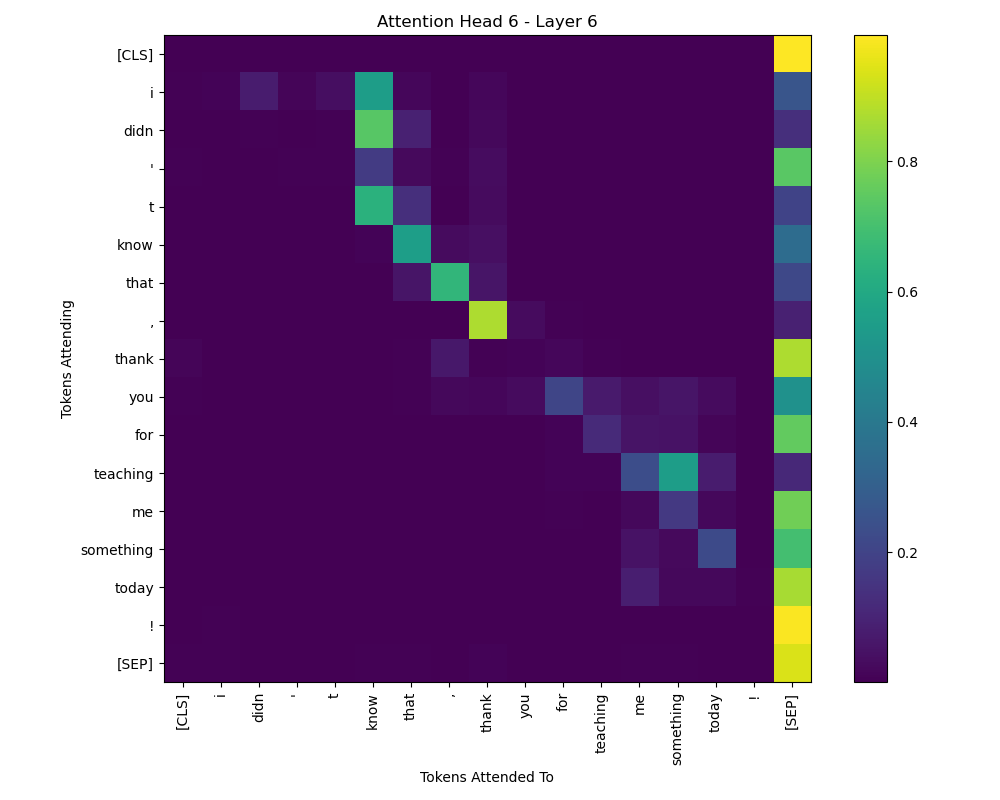 Attention Head 6 - Layer 6
Tokens Attending
[CLS]
i
didn
'
t
know
that
,
thank
you
for
teaching
me
something
today
!
[SEP]
[CLS]
i
didn
'
t
know
that
,
thank
you
for
teaching
me
something
today
!
[SEP]
Tokens Attended To
0.8
0.6
0.4
0.2